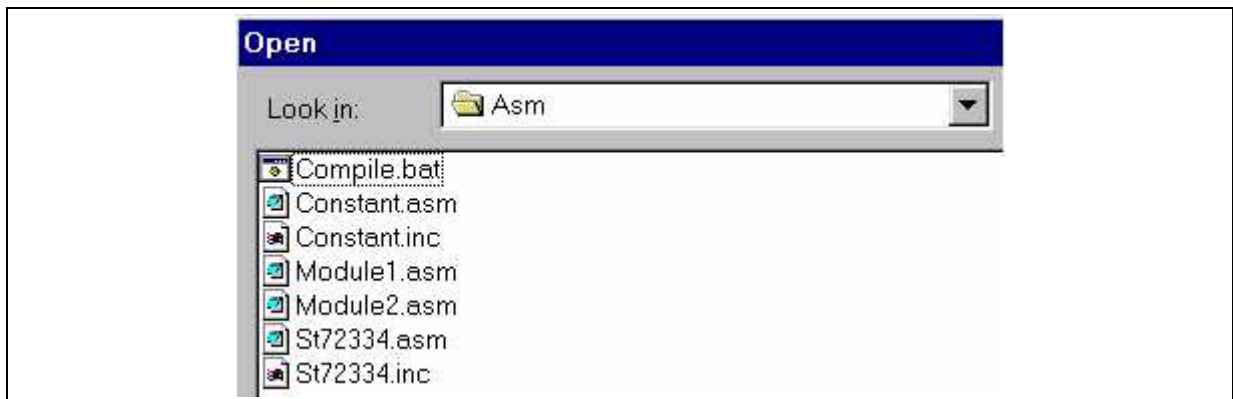 Open
Look in: Asm
Compile.bat
Constant.asm
Constant.inc
Module1.asm
Module2.asm
St72334.asm
St72334.inc